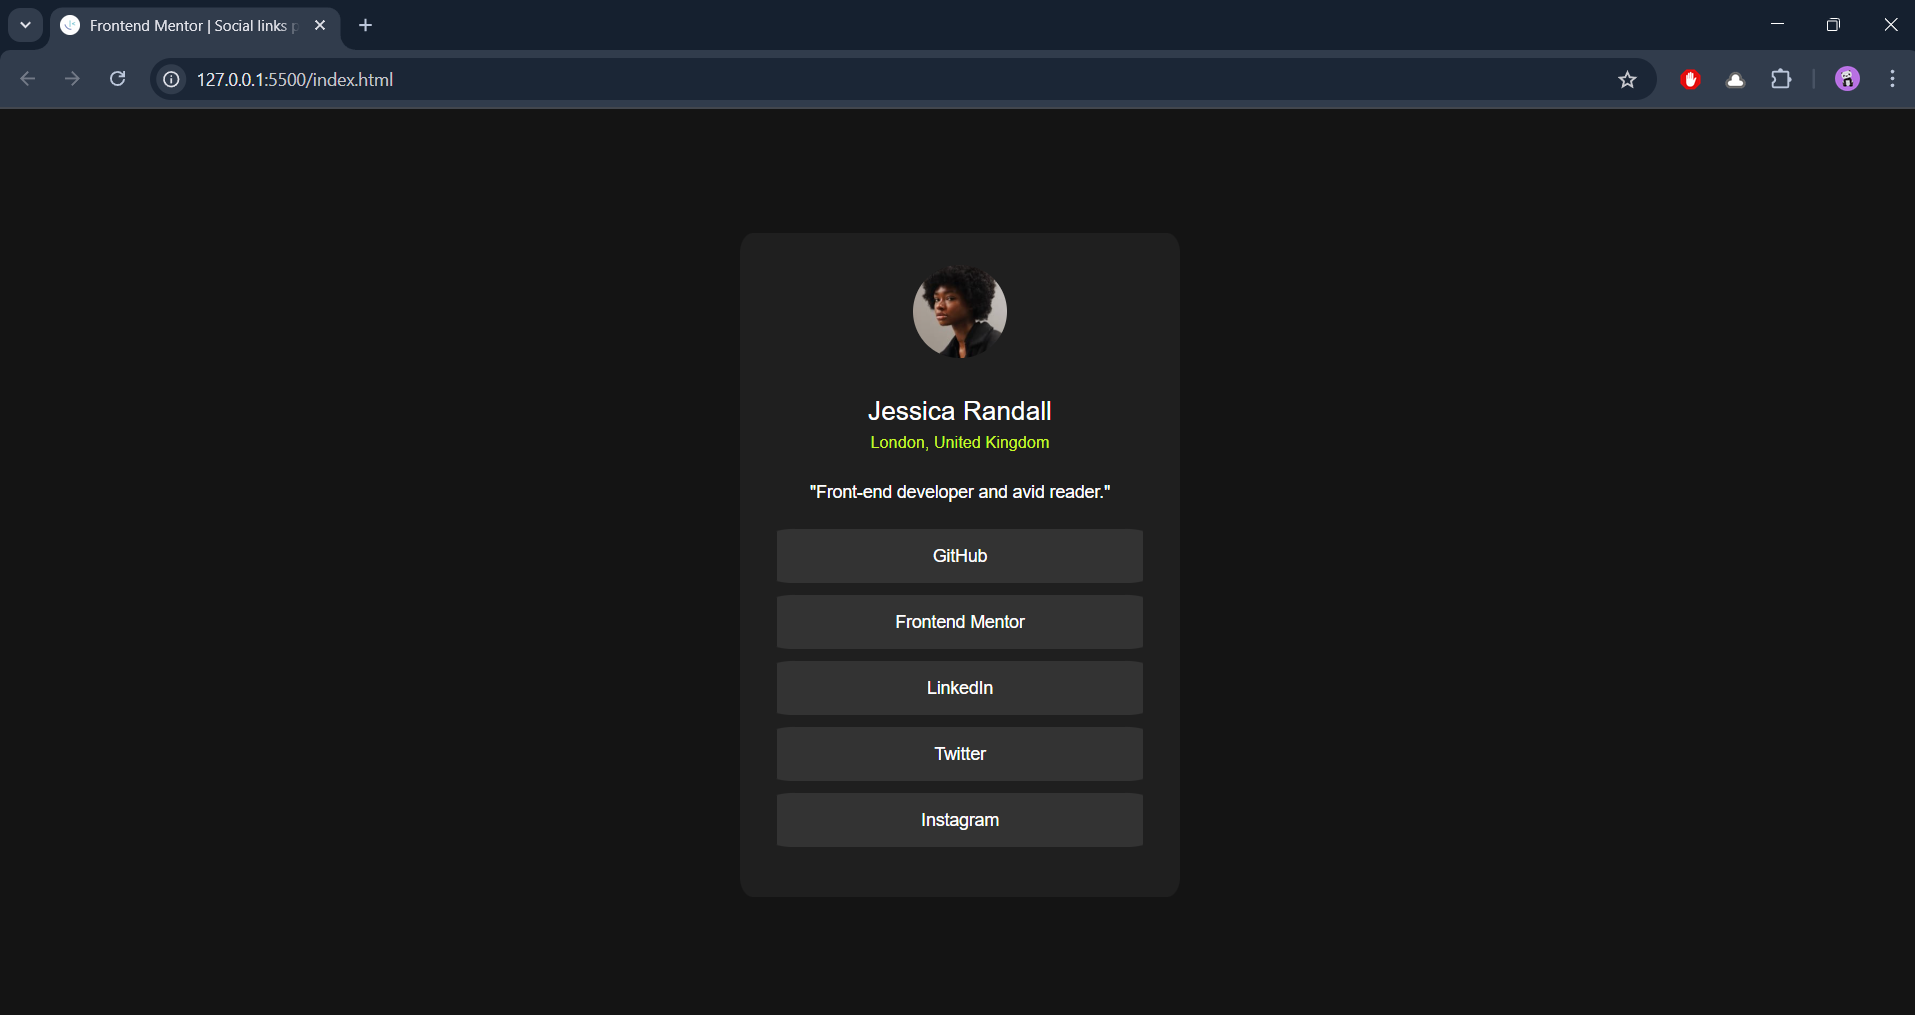 Frontend Mentor | Social links p
127.0.0.1:5500/index.html
Jessica Randall
London, United Kingdom
"Front-end developer and avid reader."
GitHub
Frontend Mentor
LinkedIn
Twitter
Instagram